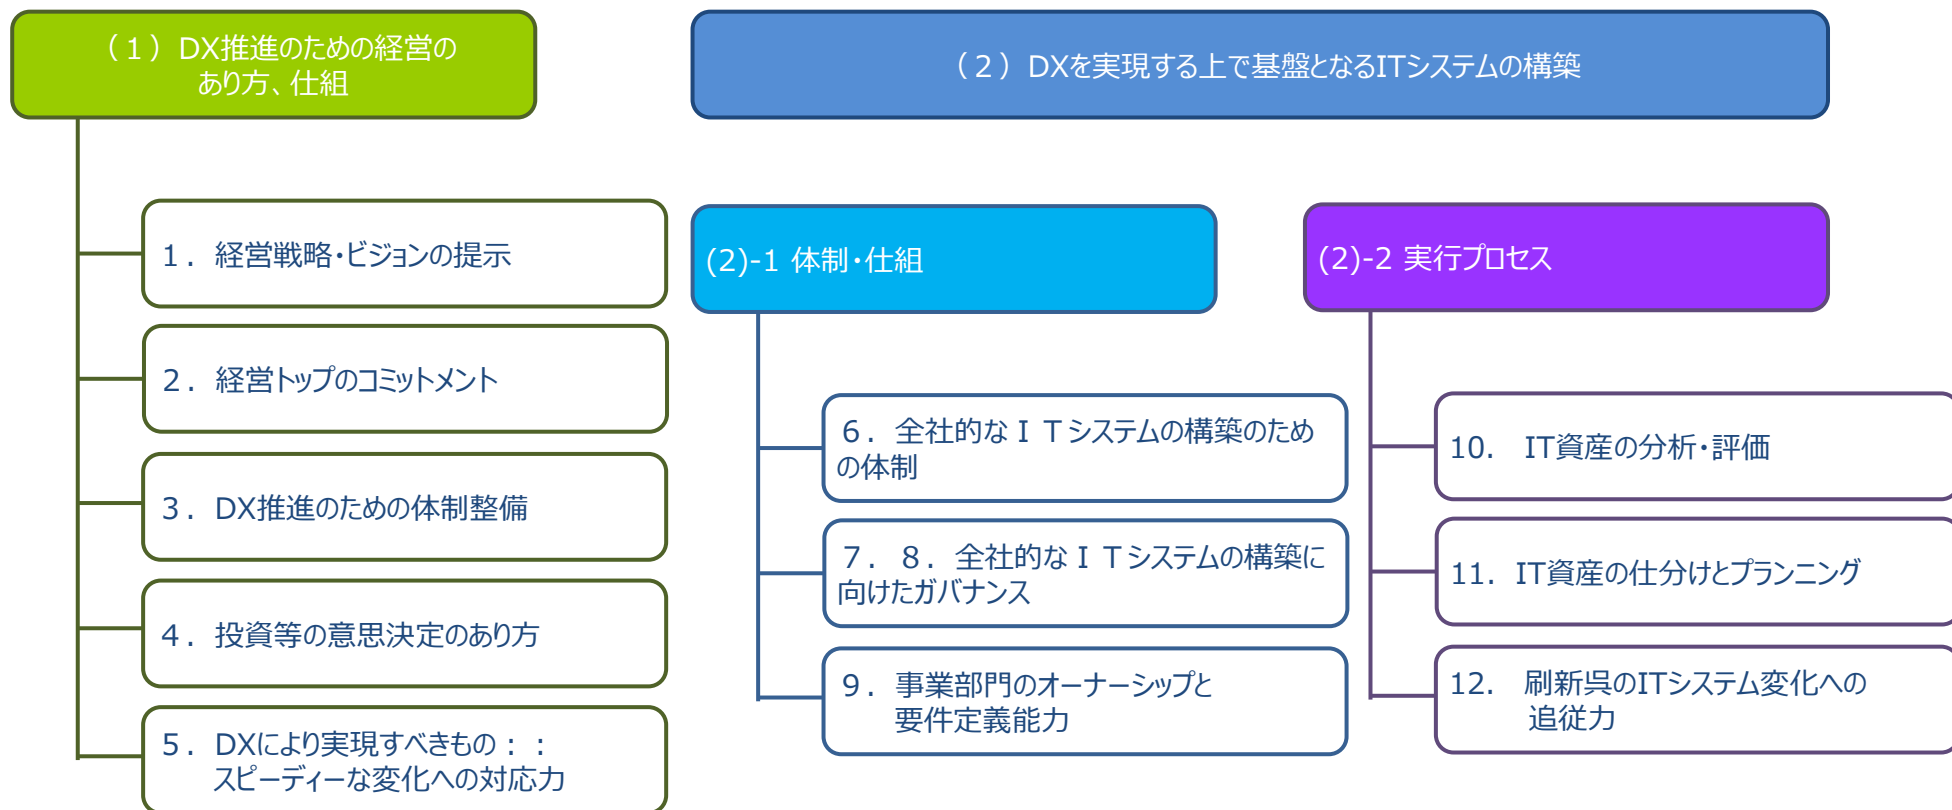 （１）DX推進のための経営の
あり方、仕組
１．経営戦略・ビジョンの提示
２．経営トップのコミットメント
３．DX推進のための体制整備
４．投資等の意思決定のあり方
５．DXにより実現すべきもの：：
スピーディーな変化への対応力
（２）DXを実現する上で基盤となるITシステムの構築
(2)-1 体制・仕組
６．全社的なＩＴシステムの構築のため
の体制
７．８．全社的なＩＴシステムの構築に
向けたガバナンス
９．事業部門のオーナーシップと
要件定義能力
(2)-2 実行プロセス
10.　IT資産の分析・評価
11．IT資産の仕分けとプランニング
12.　刷新呉のITシステム変化への
追従力